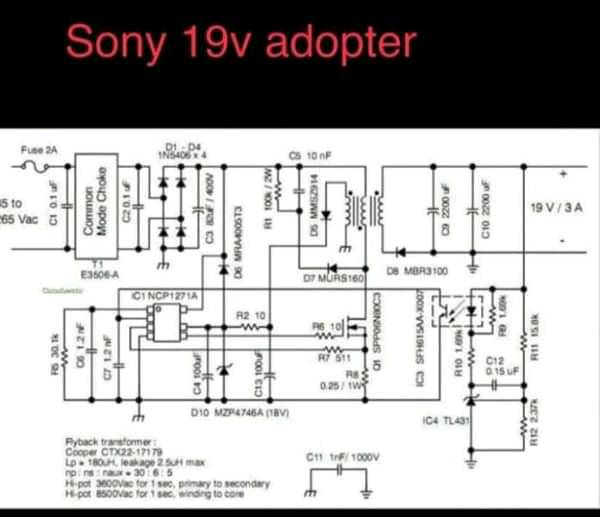 Sony 19v adopter
Fuse 2A
D1 - D4
1N5406 x 4
C5 10 nF
C1 0.1 uF
Common
Mode Choke
C2 0.1 uF
C3 82uF / 400V
D6 MRA4005T3
R1 100k / 2W
D5 MMSZ914
C9 2200 uF
C10 2200 uF
+
19 V / 3 A
-
265 Vac
T1
E3506-A
D7 MURS160
D8 MBR3100
IC1 NCP1271A
R2 10
R6 10
R7 511
R8
0.25 / 1W
Q1 SPP06N80C3
IC3 SFH615AA-X007
R9 1.69k
R10 1.69k
R11 15.8k
C12
0.15 uF
R12 2.37k
IC4 TL431
R5 30.1k
C6 1.2 nF
C7 1.2 nF
C4 100uF
C13 100uF
D10 MZP4746A (18V)
C11 1nF/ 1000V
Flyback transformer :
Cooper CTX22-17179
Lp = 180uH, leakage 2.5uH max
np : ns : naux = 30 : 6 : 5
Hi-pot 3600Vac for 1 sec, primary to secondary
Hi-pot 8500Vac for 1 sec, winding to core